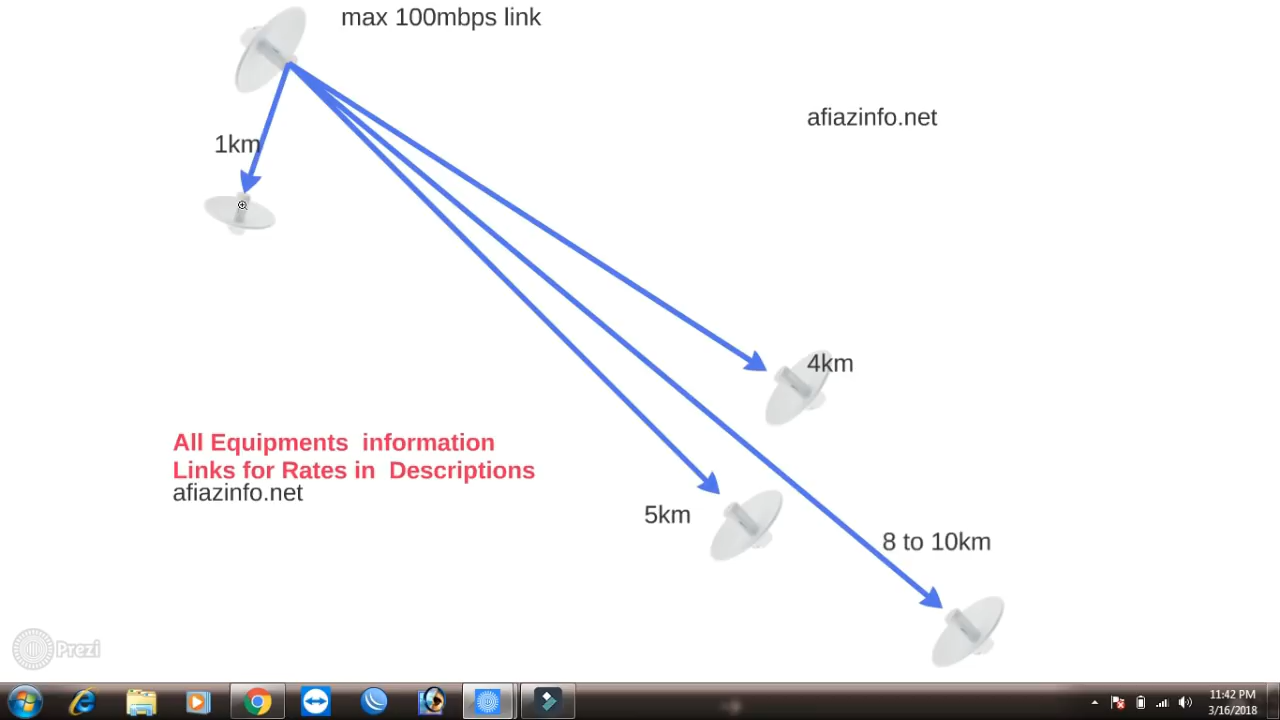 max 100mbps link
afiazinfo.net
1km
4km
All Equipments  information
Links for Rates in  Descriptions
afiazinfo.net
5km
8 to 10km
Prezi
11:42 PM
3/16/2018